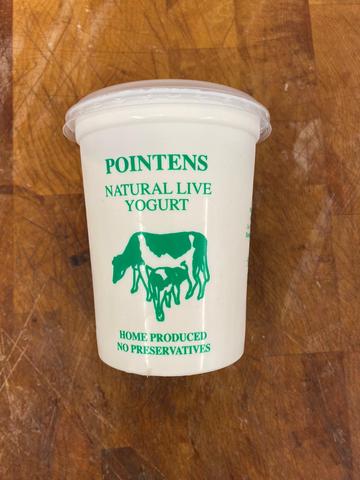 POINTENS
NATURAL LIVE
YOGURT
HOME PRODUCED
NO PRESERVATIVES